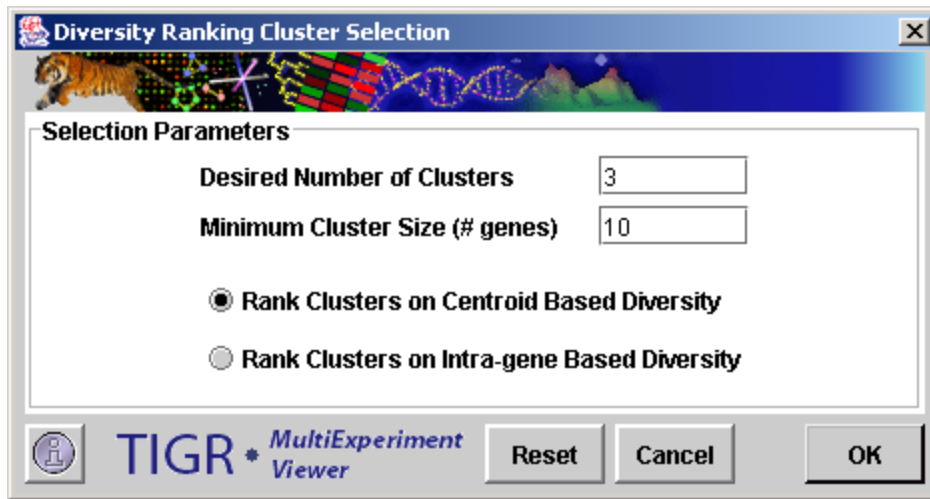 Diversity Ranking Cluster Selection
Selection Parameters
Desired Number of Clusters 3
Minimum Cluster Size (# genes) 10
Rank Clusters on Centroid Based Diversity
Rank Clusters on Intra-gene Based Diversity
TIGR • MultiExperiment
Viewer
Reset Cancel OK